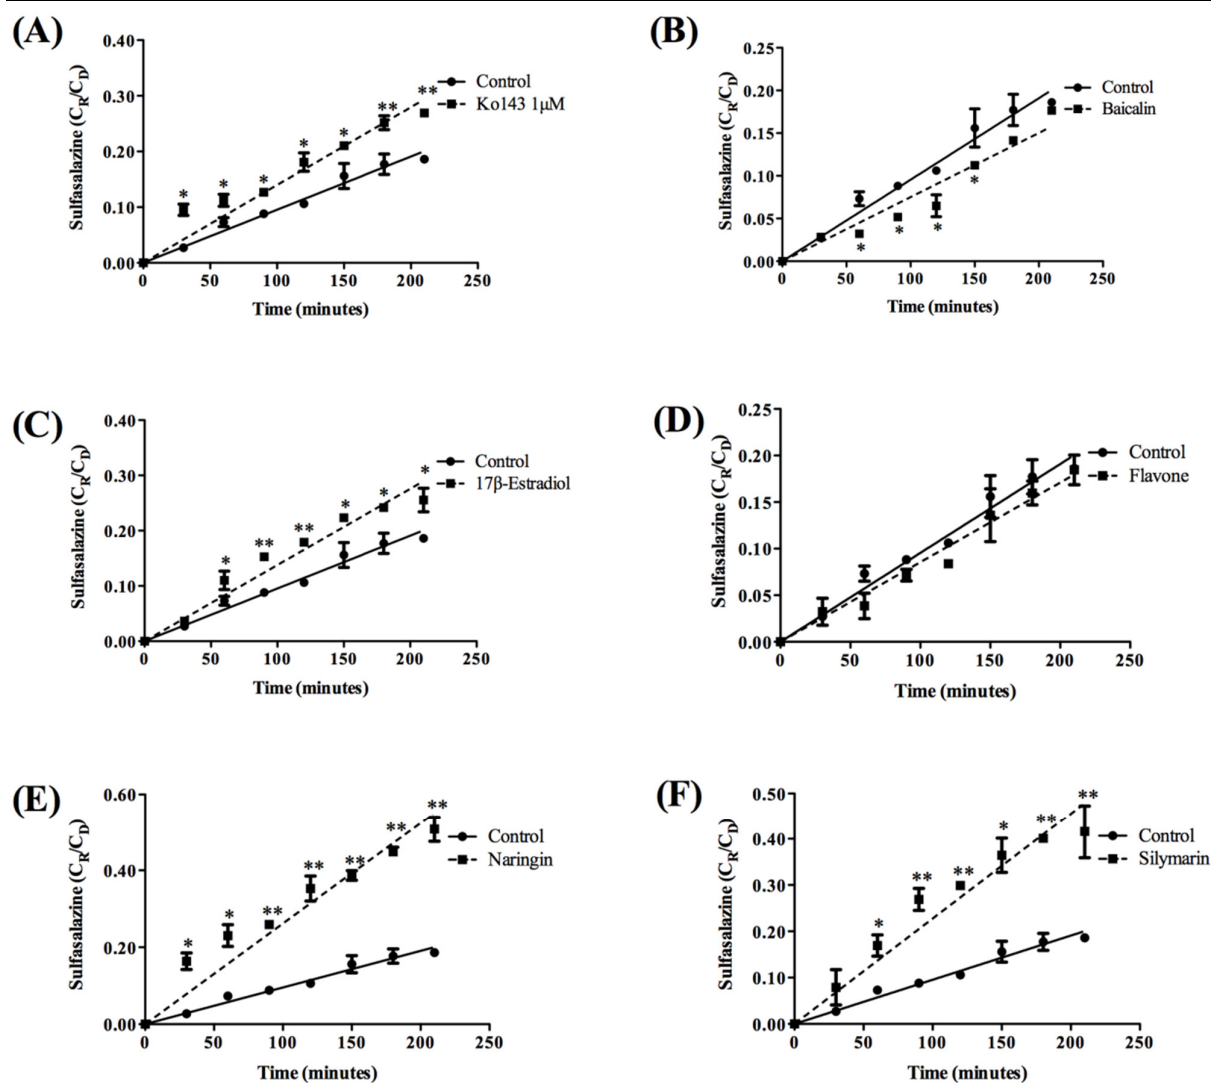 (A)
0.40
0.30
0.20
0.10
0.00
Sulfasalazine (CR/CD)
Control
Ko143 1μM
* * * * * ** **
0 50 100 150 200 250
Time (minutes)
(B)
0.25
0.20
0.15
0.10
0.05
0.00
Sulfasalazine (CR/CD)
Control
Baicalin
* * * *
0 50 100 150 200 250
Time (minutes)
(C)
0.40
0.30
0.20
0.10
0.00
Sulfasalazine (CR/CD)
Control
17β-Estradiol
* ** ** * * *
0 50 100 150 200 250
Time (minutes)
(D)
0.25
0.20
0.15
0.10
0.05
0.00
Sulfasalazine (CR/CD)
Control
Flavone
0 50 100 150 200 250
Time (minutes)
(E)
0.60
0.40
0.20
0.00
Sulfasalazine (CR/CD)
Control
Naringin
* * ** ** ** ** **
0 50 100 150 200 250
Time (minutes)
(F)
0.50
0.40
0.30
0.20
0.10
0.00
Sulfasalazine (CR/CD)
Control
Silymarin
* ** ** * ** **
0 50 100 150 200 250
Time (minutes)